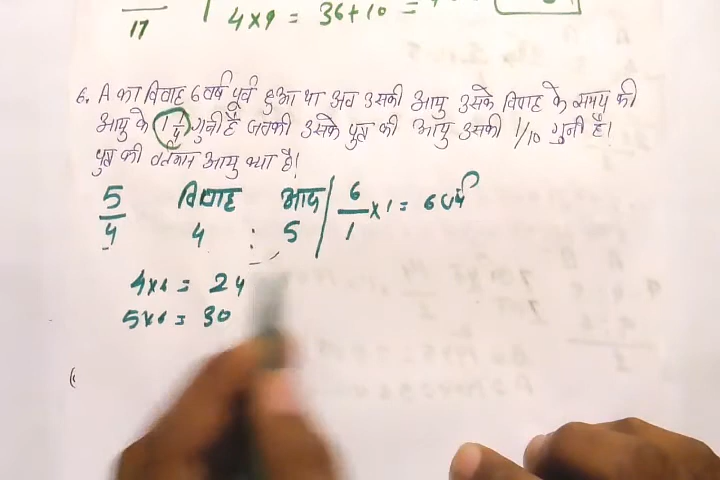 17
4×9 = 36+10 =
6. A का विवाह 6 वर्ष पूर्व हुआ था अब उसकी आयु उसके विवाह के समय की
आयु के 1 1/4 गुनी है जबकी उसके पुत्र की आयु उसकी 1/10 गुनी है।
पुत्र की वर्तमान आयु क्या है।
5/4 विवाह आज 6/1 ×1 = 6 वर्ष
4 : 5
4×6 = 24
5×6 = 30